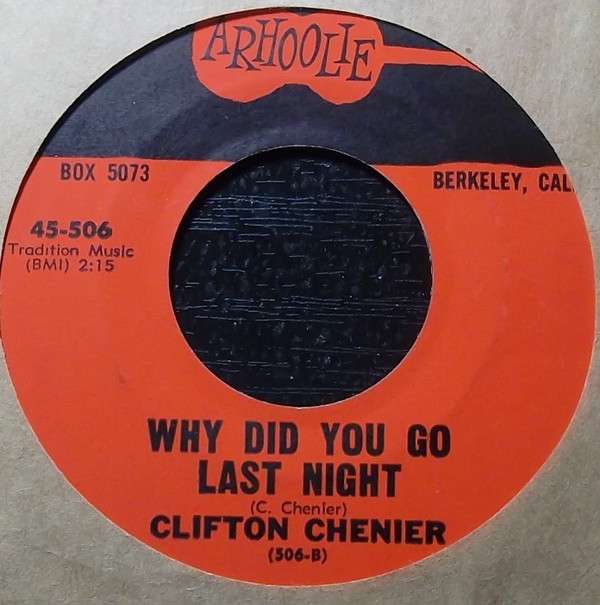 ARHOOLIE
BOX 5073
BERKELEY, CAL
45-506
Tradition Music
(BMI) 2:15
WHY DID YOU GO
LAST NIGHT
(C. Chenier)
CLIFTON CHENIER
(506-B)